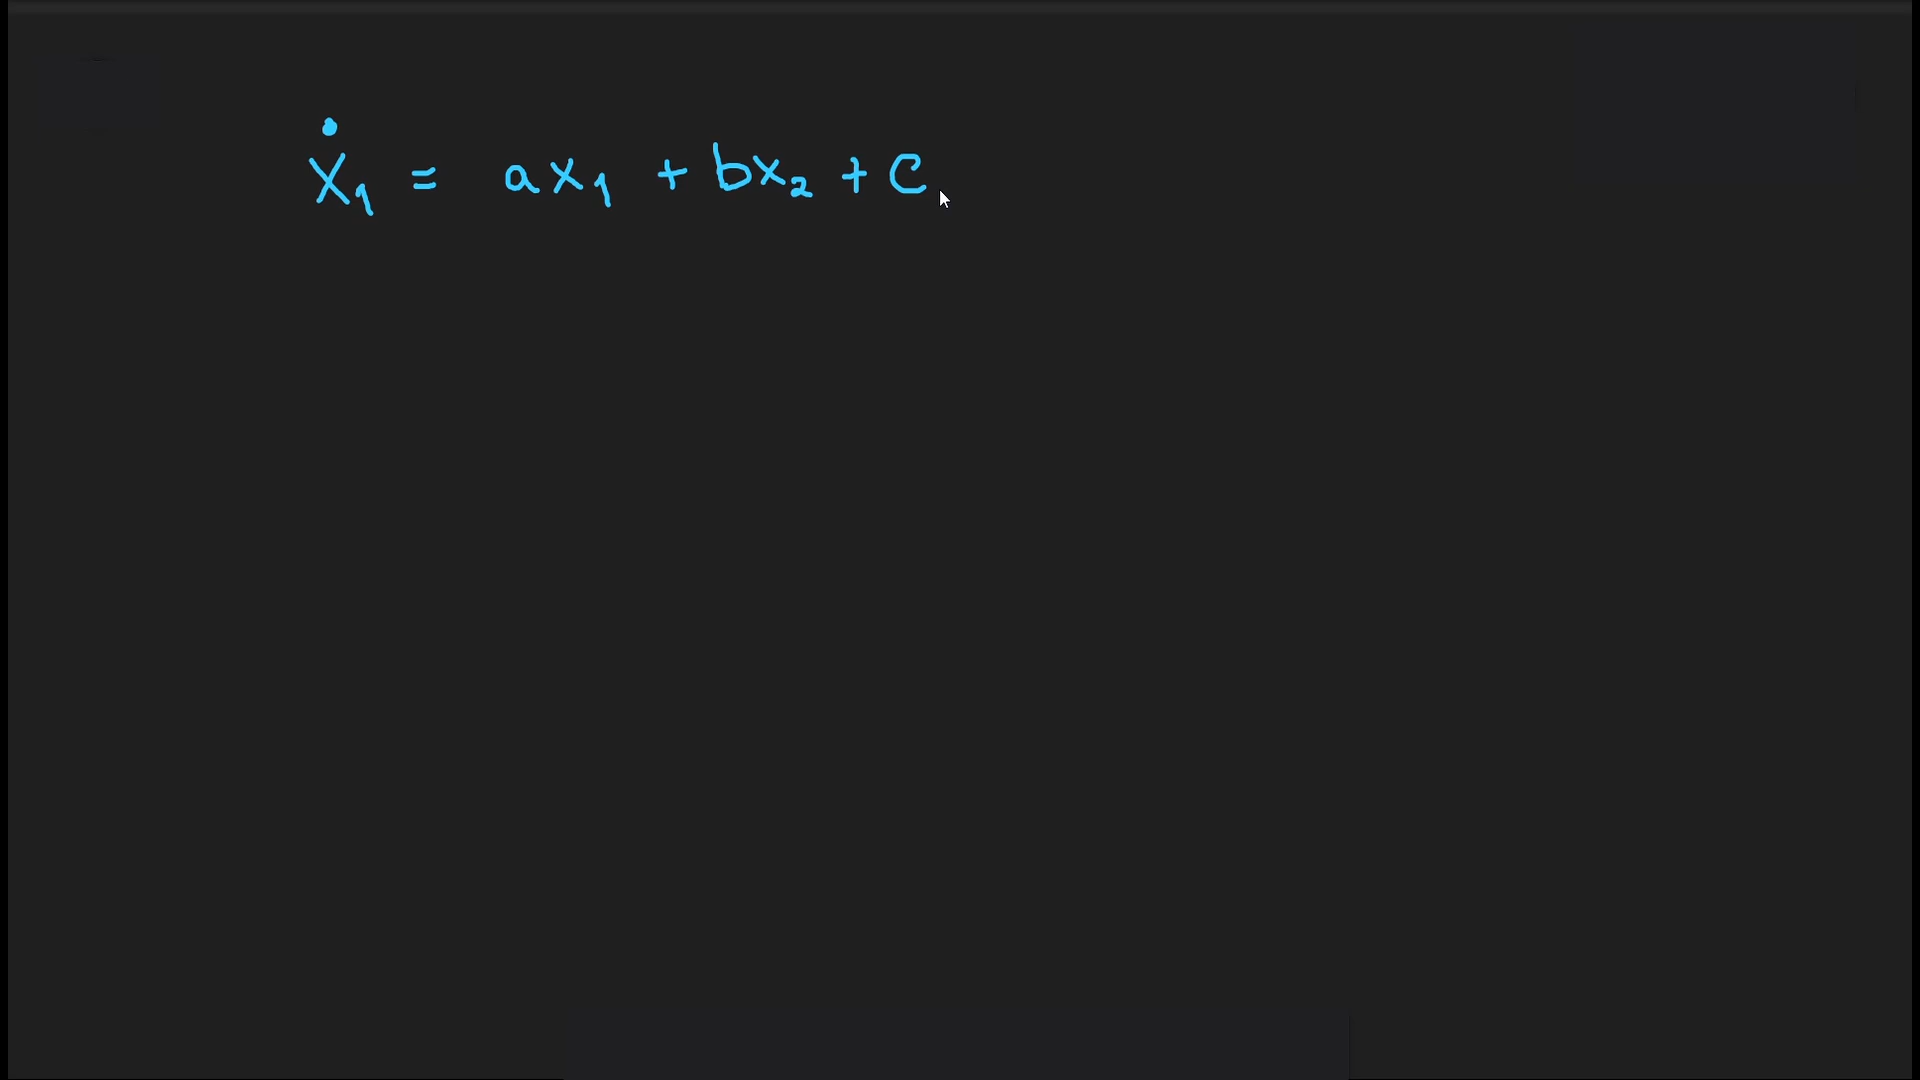 ẋ₁ = ax₁ + bx₂ + c